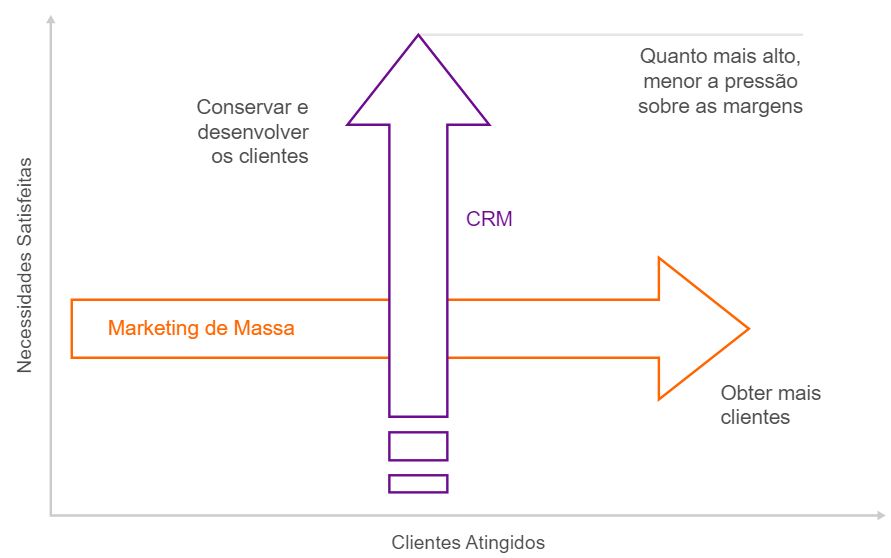 Quanto mais alto,
menor a pressão
sobre as margens
Conservar e
desenvolver
os clientes
CRM
Necessidades Satisfeitas
Marketing de Massa
Obter mais
clientes
Clientes Atingidos